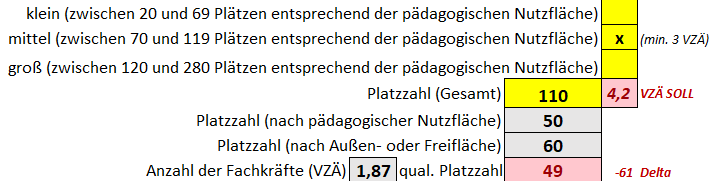 klein (zwischen 20 und 69 Plätzen entsprechend der pädagogischen Nutzfläche)
mittel (zwischen 70 und 119 Plätzen entsprechend der pädagogischen Nutzfläche) x (min. 3 VZÄ)
groß (zwischen 120 und 280 Plätzen entsprechend der pädagogischen Nutzfläche)
Platzzahl (Gesamt) 110 4,2 VZÄ SOLL
Platzzahl (nach pädagogischer Nutzfläche) 50
Platzzahl (nach Außen- oder Freifläche) 60
Anzahl der Fachkräfte (VZÄ) 1,87 qual. Platzzahl 49 -61 Delta